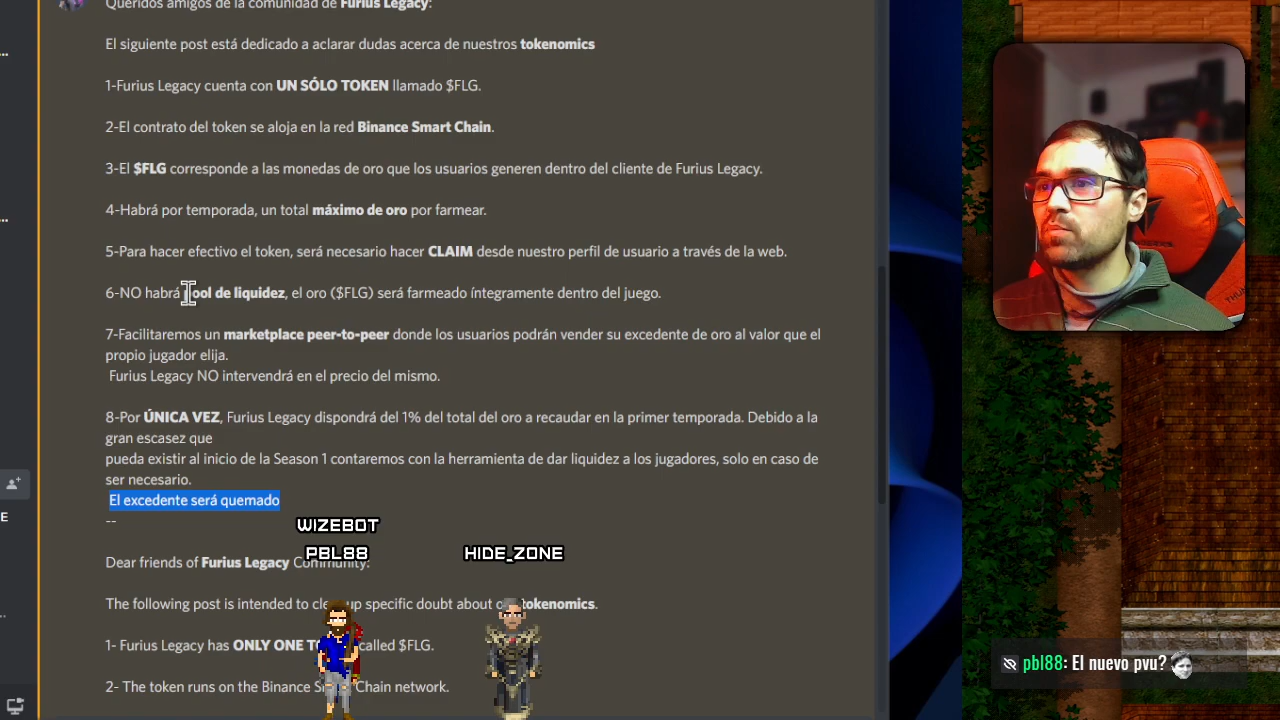 Queridos amigos de la comunidad de Furius Legacy:
El siguiente post está dedicado a aclarar dudas acerca de nuestros tokenomics
1-Furius Legacy cuenta con UN SÓLO TOKEN llamado $FLG.
2-El contrato del token se aloja en la red Binance Smart Chain.
3-El $FLG corresponde a las monedas de oro que los usuarios generen dentro del cliente de Furius Legacy.
4-Habrá por temporada, un total máximo de oro por farmear.
5-Para hacer efectivo el token, será necesario hacer CLAIM desde nuestro perfil de usuario a través de la web.
6-NO habrá pool de liquidez, el oro ($FLG) será farmeado íntegramente dentro del juego.
7-Facilitaremos un marketplace peer-to-peer donde los usuarios podrán vender su excedente de oro al valor que el
propio jugador elija.
Furius Legacy NO intervendrá en el precio del mismo.
8-Por ÚNICA VEZ, Furius Legacy dispondrá del 1% del total del oro a recaudar en la primer temporada. Debido a la
gran escasez que
pueda existir al inicio de la Season 1 contaremos con la herramienta de dar liquidez a los jugadores, solo en caso de
ser necesario.
El excedente será quemado
--
WIZEBOT
PBL88
HIDE_ZONE
Dear friends of Furius Legacy Community:
The following post is intended to clear up specific doubt about our tokenomics.
1- Furius Legacy has ONLY ONE TOKEN called $FLG.
2- The token runs on the Binance Smart Chain network.
E
pbl88: El nuevo pvu?